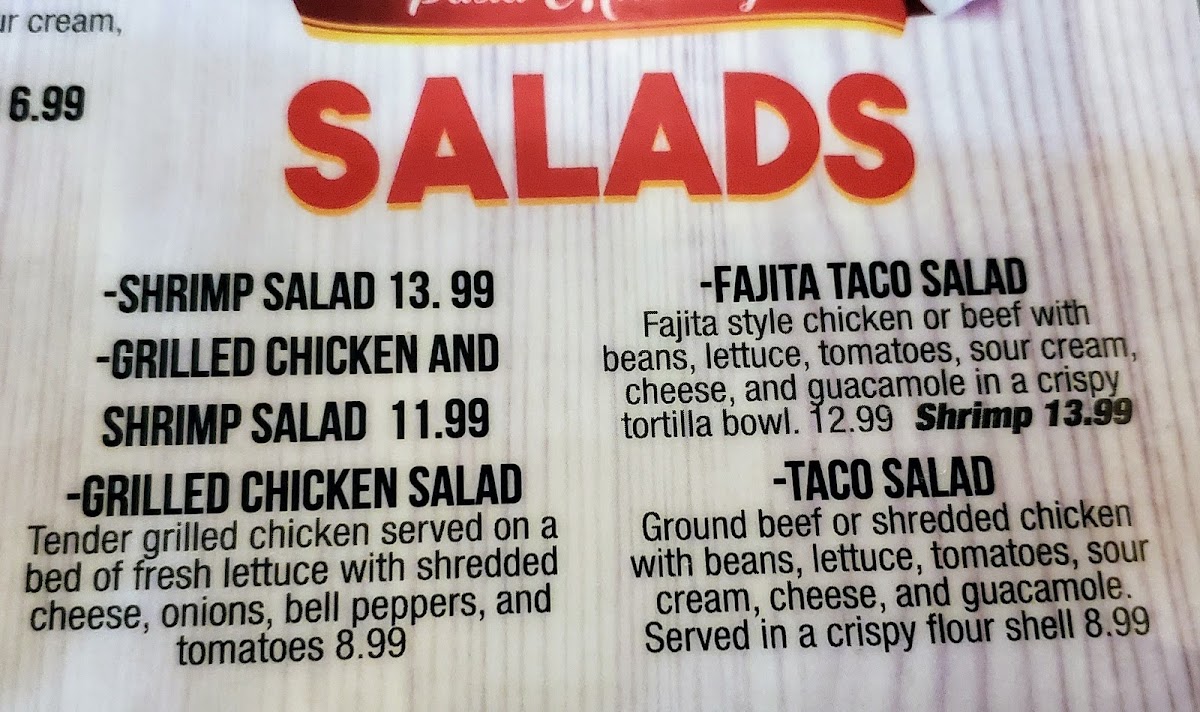 ur cream,
6.99
SALADS
-SHRIMP SALAD 13. 99
-GRILLED CHICKEN AND
SHRIMP SALAD 11.99
-GRILLED CHICKEN SALAD
Tender grilled chicken served on a
bed of fresh lettuce with shredded
cheese, onions, bell peppers, and
tomatoes 8.99
-FAJITA TACO SALAD
Fajita style chicken or beef with
beans, lettuce, tomatoes, sour cream,
cheese, and guacamole in a crispy
tortilla bowl. 12.99 Shrimp 13.99
-TACO SALAD
Ground beef or shredded chicken
with beans, lettuce, tomatoes, sour
cream, cheese, and guacamole.
Served in a crispy flour shell 8.99